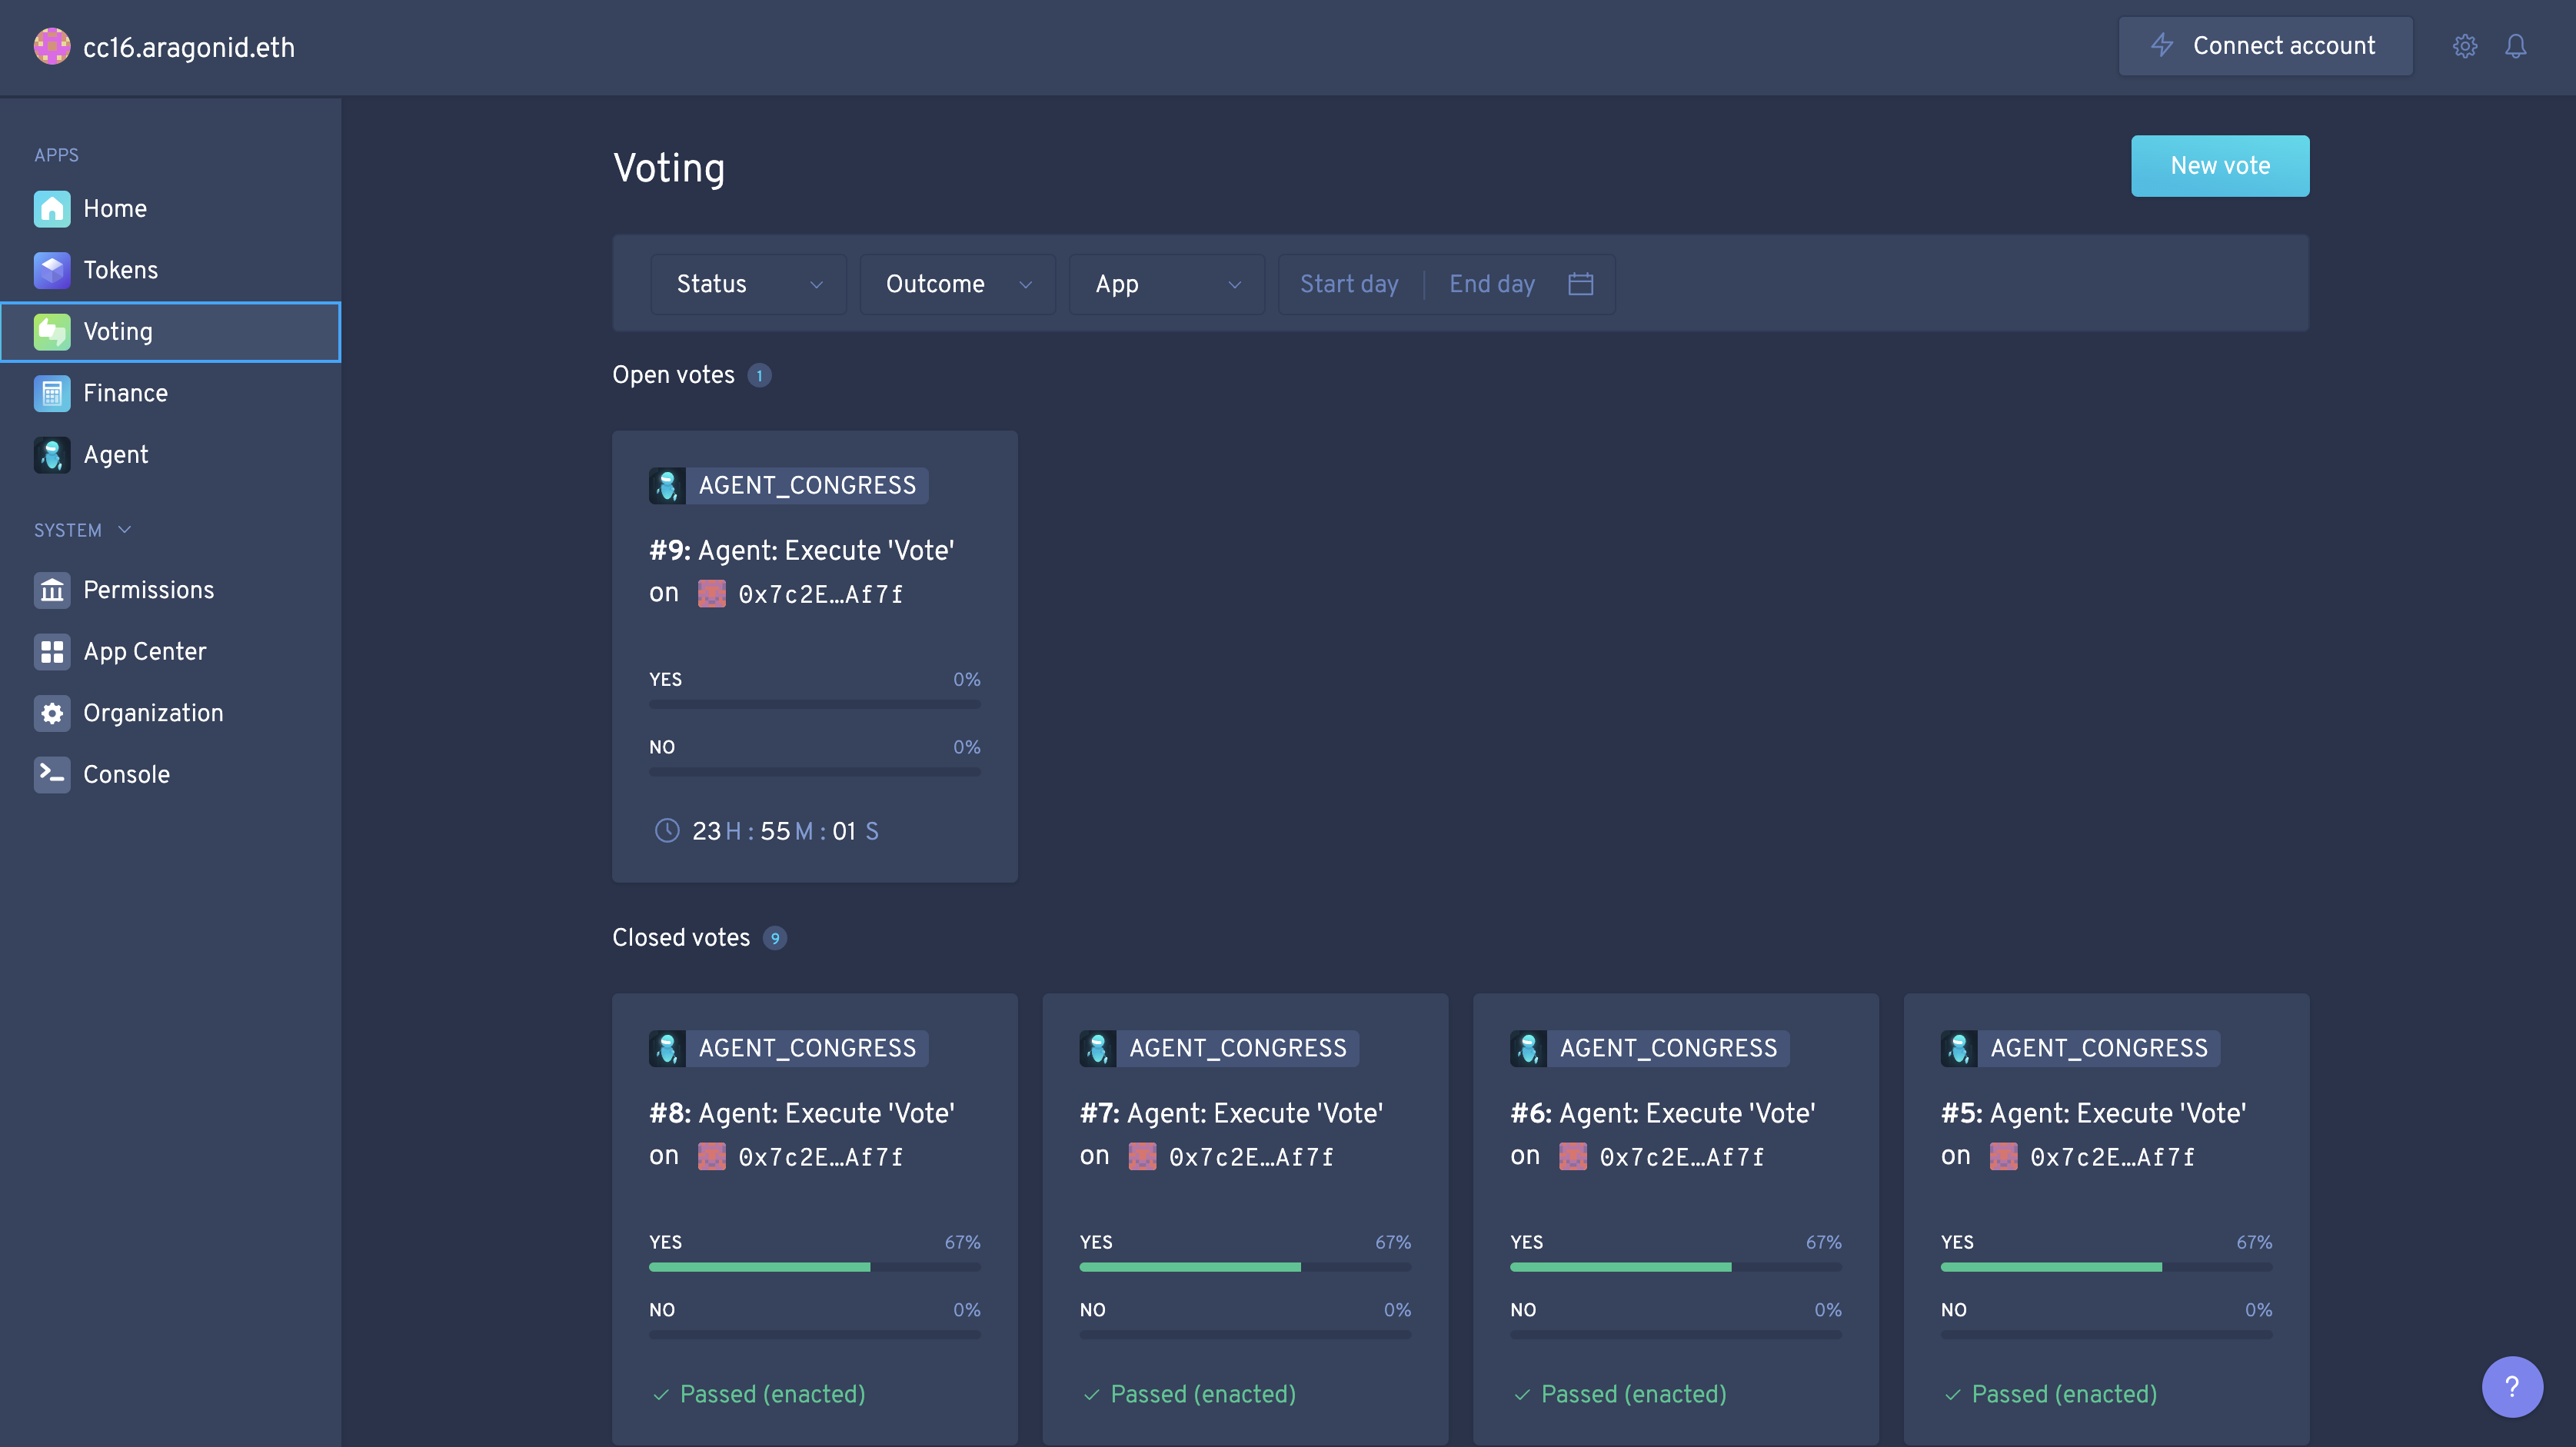 cc16.aragonid.eth
Connect account
APPS
Home
Tokens
Voting
Finance
Agent
SYSTEM
Permissions
App Center
Organization
Console
Voting
New vote
Status
Outcome
App
Start day
End day
Open votes 1
AGENT_CONGRESS
#9: Agent: Execute 'Vote'
on 0x7c2E…Af7f
YES 0%
NO 0%
23 H : 55 M : 01 S
Closed votes 9
AGENT_CONGRESS
#8: Agent: Execute 'Vote'
on 0x7c2E…Af7f
YES 67%
NO 0%
Passed (enacted)
AGENT_CONGRESS
#7: Agent: Execute 'Vote'
on 0x7c2E…Af7f
YES 67%
NO 0%
Passed (enacted)
AGENT_CONGRESS
#6: Agent: Execute 'Vote'
on 0x7c2E…Af7f
YES 67%
NO 0%
Passed (enacted)
AGENT_CONGRESS
#5: Agent: Execute 'Vote'
on 0x7c2E…Af7f
YES 67%
NO 0%
Passed (enacted)
?